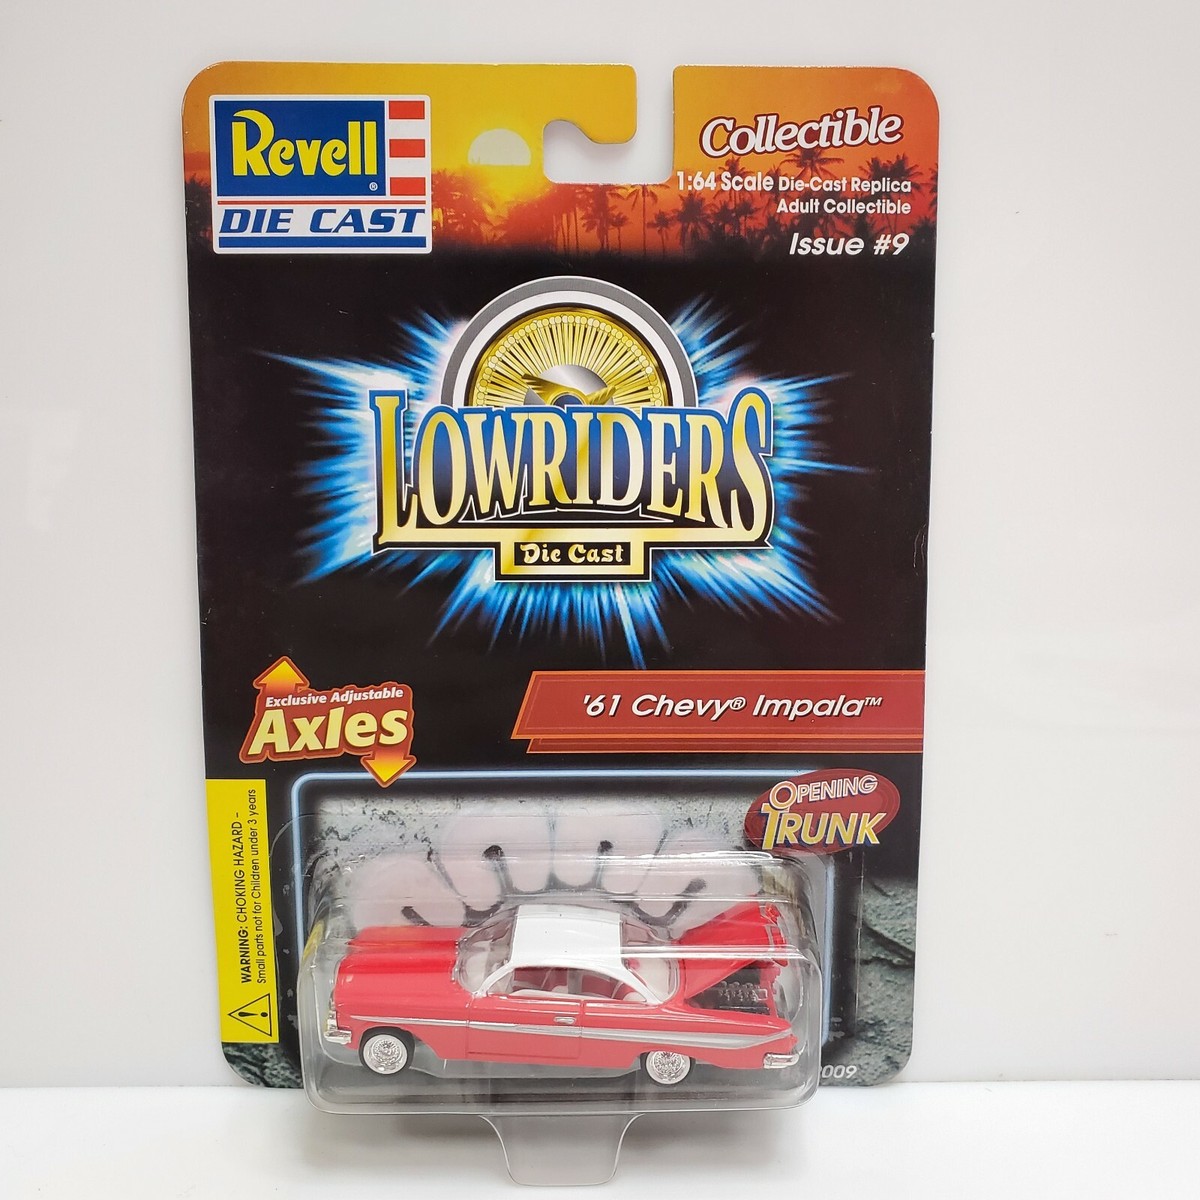 Revell®
DIE CAST
Collectible
1:64 Scale Die-Cast Replica
Adult Collectible
Issue #9
LOWRIDERS
Die Cast
Exclusive Adjustable
Axles
'61 Chevy® Impala™
OPENING
TRUNK
WARNING: CHOKING HAZARD -
Small parts not for Children under 3 years